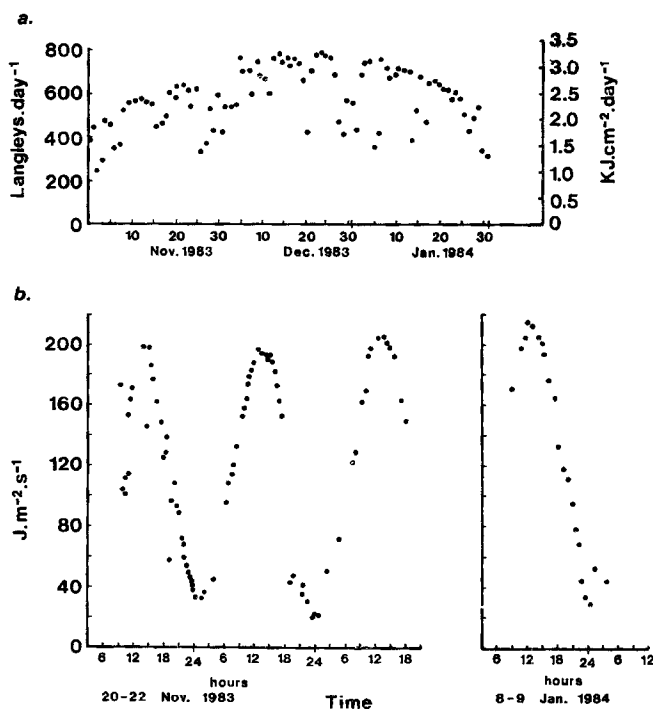 a.
Langleys.day⁻¹
800
600
400
200
0
3.5
3.0
2.5
2.0
1.5
1.0
0.5
0
KJ.cm⁻².day⁻¹
10 20 30 10 20 30 10 20 30
Nov. 1983 Dec. 1983 Jan. 1984
b.
J.m⁻².s⁻¹
200
160
120
80
40
0
6 12 18 24 6 12 18 24 6 12 18
hours
20-22 Nov. 1983
Time
6 12 18 24 6 12
hours
8-9 Jan. 1984